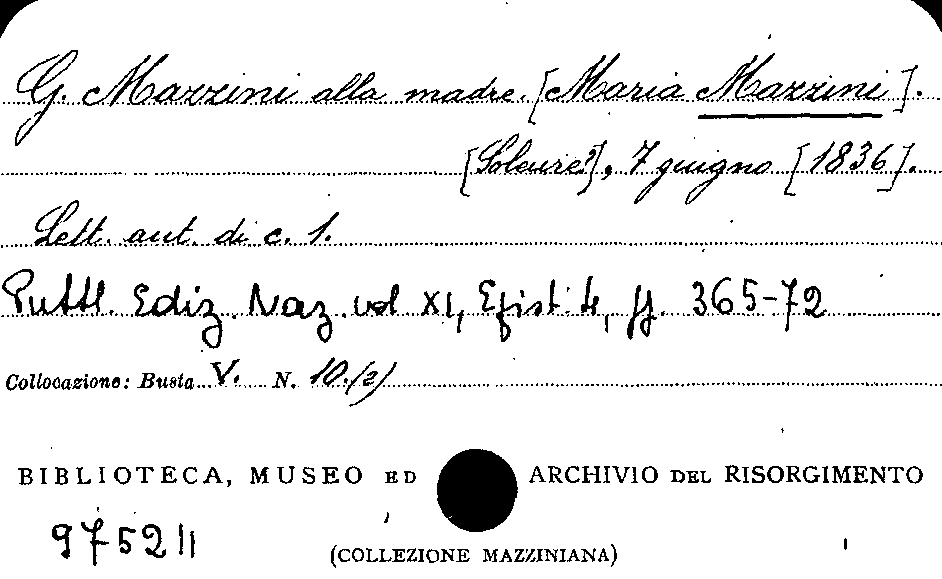 G. Mazzini alla madre. [Maria Mazzini].
[Soleure?], 7 giugno [1836].
Lett. aut. di c. 1.
Pubbl. Ediz. Naz. vol XI, Epist. 4, pp. 365-72
Collocazione: Busta V. N. 10.(2)
BIBLIOTECA, MUSEO ED ARCHIVIO DEL RISORGIMENTO
97521
(COLLEZIONE MAZZINIANA)